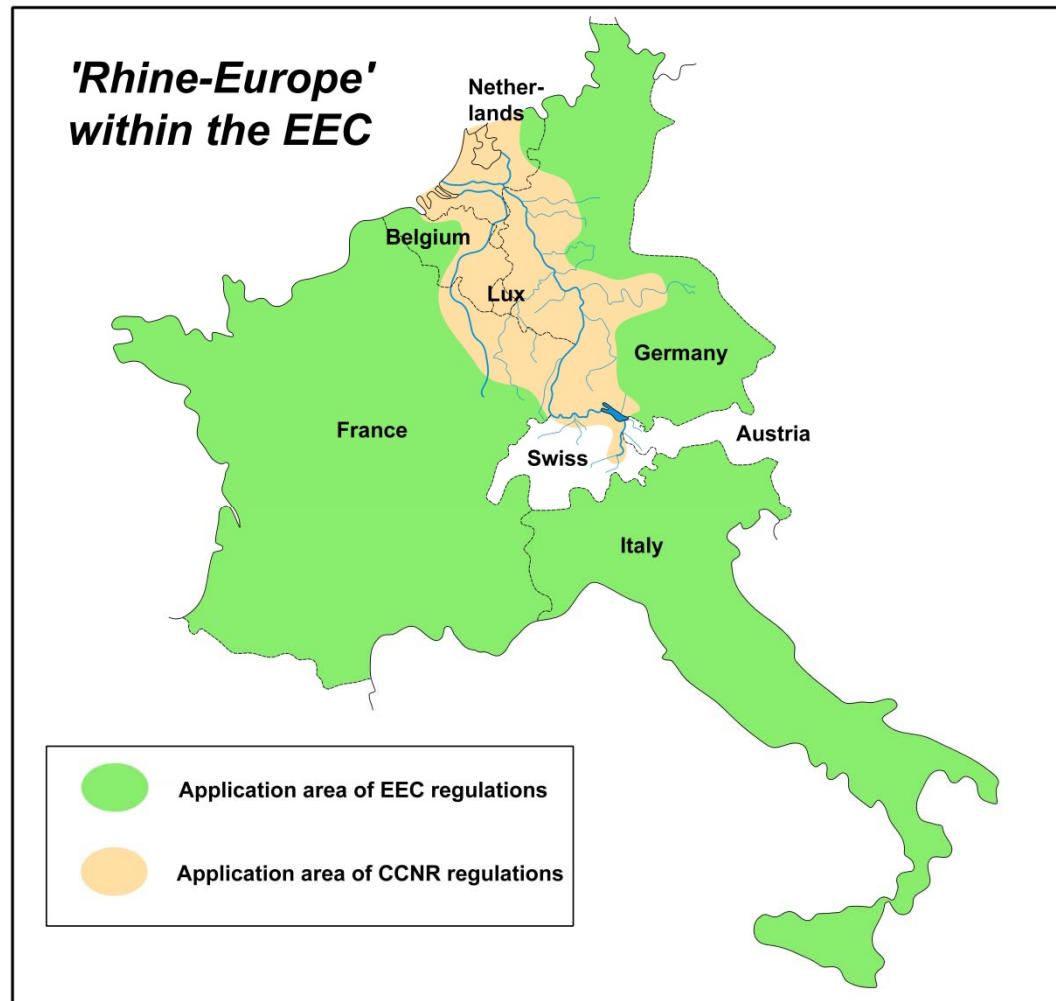 'Rhine-Europe'
within the EEC
Nether-
lands
Belgium
Lux
Germany
France
Austria
Swiss
Italy
Application area of EEC regulations
Application area of CCNR regulations